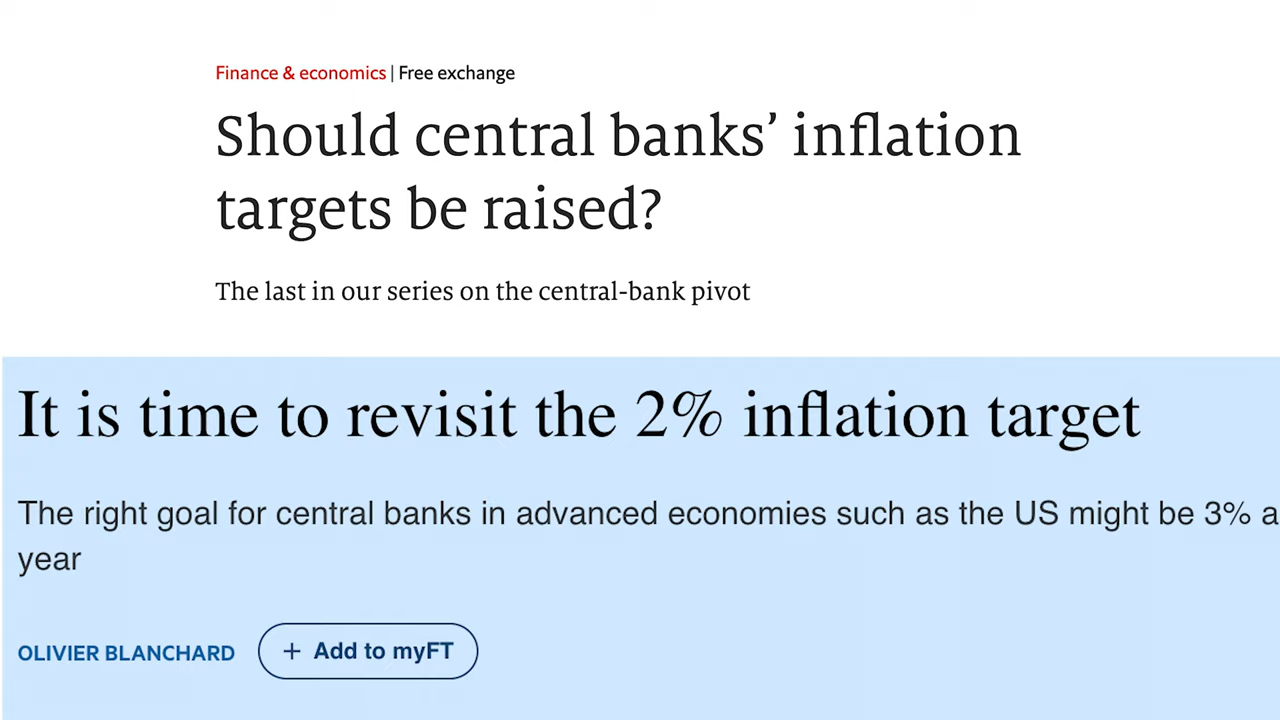 Finance & economics | Free exchange
Should central banks’ inflation
targets be raised?
The last in our series on the central-bank pivot
It is time to revisit the 2% inflation target
The right goal for central banks in advanced economies such as the US might be 3% a
year
OLIVIER BLANCHARD
+ Add to myFT